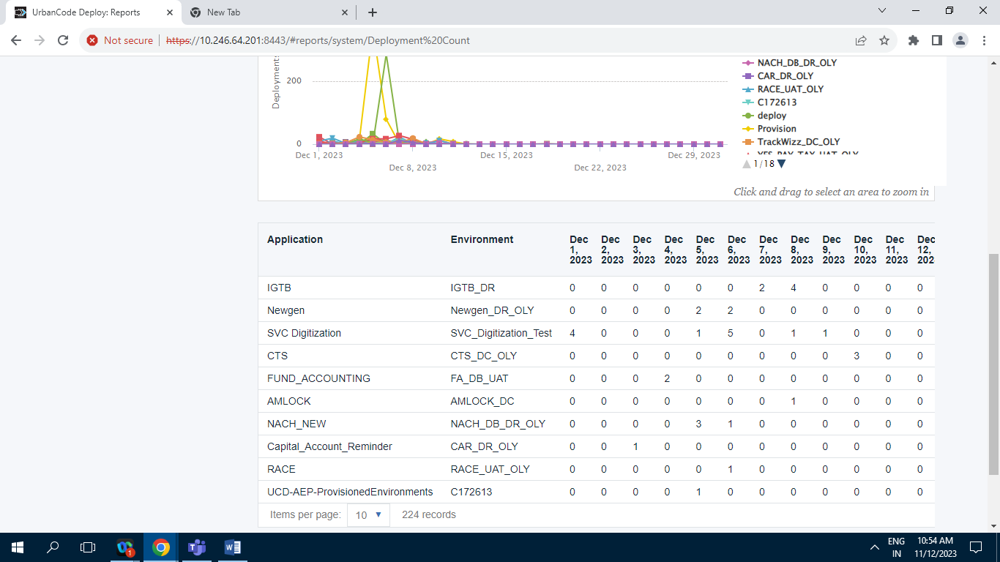 UrbanCode Deploy: Reports
New Tab
Not secure https://10.246.64.201:8443/#reports/system/Deployment%20Count
Deployments
200
0
Dec 1, 2023
Dec 8, 2023
Dec 15, 2023
Dec 22, 2023
Dec 29, 2023
NACH_DB_DR_OLY
CAR_DR_OLY
RACE_UAT_OLY
C172613
deploy
Provision
TrackWizz_DC_OLY
YES_PAY_TAX_UAT_OLY
1/18
Click and drag to select an area to zoom in
Application Environment Dec 1, 2023 Dec 2, 2023 Dec 3, 2023 Dec 4, 2023 Dec 5, 2023 Dec 6, 2023 Dec 7, 2023 Dec 8, 2023 Dec 9, 2023 Dec 10, 2023 Dec 11, 2023 Dec 12, 202
IGTB IGTB_DR 0 0 0 0 0 0 2 4 0 0 0 0
Newgen Newgen_DR_OLY 0 0 0 0 2 2 0 0 0 0 0 0
SVC Digitization SVC_Digitization_Test 4 0 0 0 1 5 0 1 1 0 0 0
CTS CTS_DC_OLY 0 0 0 0 0 0 0 0 0 3 0 0
FUND_ACCOUNTING FA_DB_UAT 0 0 0 2 0 0 0 0 0 0 0 0
AMLOCK AMLOCK_DC 0 0 0 0 0 0 0 1 0 0 0 0
NACH_NEW NACH_DB_DR_OLY 0 0 0 0 3 1 0 0 0 0 0 0
Capital_Account_Reminder CAR_DR_OLY 0 0 1 0 0 0 0 0 0 0 0 0
RACE RACE_UAT_OLY 0 0 0 0 0 1 0 0 0 0 0 0
UCD-AEP-ProvisionedEnvironments C172613 0 0 0 0 1 0 0 0 0 0 0 0
Items per page: 10 224 records
1
ENG
IN
10:54 AM
11/12/2023